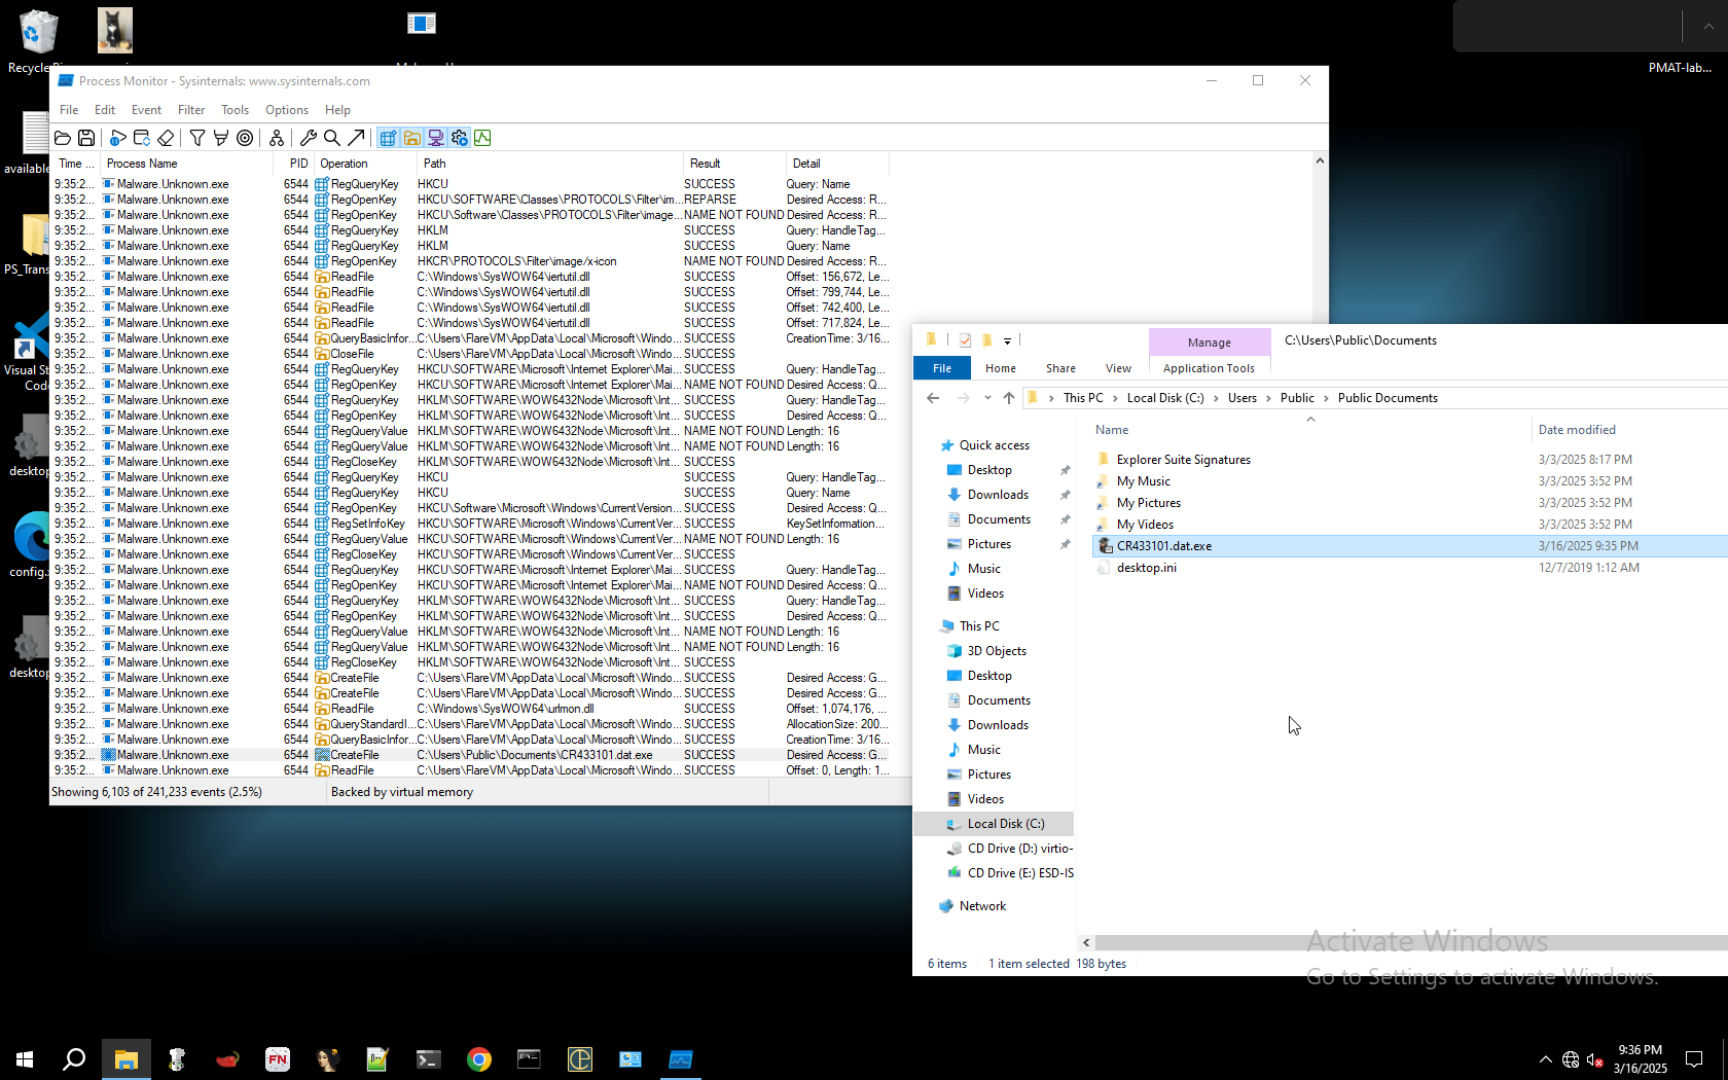 Recycle
PMAT-lab...
available
PS_Trans
Visual St
Code
desktop
config.
desktop
Process Monitor - Sysinternals: www.sysinternals.com
File Edit Event Filter Tools Options Help
Time ... Process Name PID Operation Path Result Detail
9:35:2... Malware.Unknown.exe 6544 RegQueryKey HKCU SUCCESS Query: Name
9:35:2... Malware.Unknown.exe 6544 RegOpenKey HKCU\SOFTWARE\Classes\PROTOCOLS\Filter\im... REPARSE Desired Access: R...
9:35:2... Malware.Unknown.exe 6544 RegOpenKey HKCU\Software\Classes\PROTOCOLS\Filter\image... NAME NOT FOUND Desired Access: R...
9:35:2... Malware.Unknown.exe 6544 RegQueryKey HKLM SUCCESS Query: HandleTag...
9:35:2... Malware.Unknown.exe 6544 RegQueryKey HKLM SUCCESS Query: Name
9:35:2... Malware.Unknown.exe 6544 RegOpenKey HKCR\PROTOCOLS\Filter\image/x-icon NAME NOT FOUND Desired Access: R...
9:35:2... Malware.Unknown.exe 6544 ReadFile C:\Windows\SysWOW64\iertutil.dll SUCCESS Offset: 156,672, Le...
9:35:2... Malware.Unknown.exe 6544 ReadFile C:\Windows\SysWOW64\iertutil.dll SUCCESS Offset: 799,744, Le...
9:35:2... Malware.Unknown.exe 6544 ReadFile C:\Windows\SysWOW64\iertutil.dll SUCCESS Offset: 742,400, Le...
9:35:2... Malware.Unknown.exe 6544 ReadFile C:\Windows\SysWOW64\iertutil.dll SUCCESS Offset: 717,824, Le...
9:35:2... Malware.Unknown.exe 6544 QueryBasicInfor... C:\Users\FlareVM\AppData\Local\Microsoft\Windo... SUCCESS CreationTime: 3/16...
9:35:2... Malware.Unknown.exe 6544 CloseFile C:\Users\FlareVM\AppData\Local\Microsoft\Windo... SUCCESS
9:35:2... Malware.Unknown.exe 6544 RegQueryKey HKCU\SOFTWARE\Microsoft\Internet Explorer\Mai... SUCCESS Query: HandleTag...
9:35:2... Malware.Unknown.exe 6544 RegOpenKey HKCU\SOFTWARE\Microsoft\Internet Explorer\Mai... NAME NOT FOUND Desired Access: Q...
9:35:2... Malware.Unknown.exe 6544 RegQueryKey HKLM\SOFTWARE\WOW6432Node\Microsoft\Int... SUCCESS Query: HandleTag...
9:35:2... Malware.Unknown.exe 6544 RegOpenKey HKLM\SOFTWARE\WOW6432Node\Microsoft\Int... SUCCESS Desired Access: Q...
9:35:2... Malware.Unknown.exe 6544 RegQueryValue HKLM\SOFTWARE\WOW6432Node\Microsoft\Int... NAME NOT FOUND Length: 16
9:35:2... Malware.Unknown.exe 6544 RegQueryValue HKLM\SOFTWARE\WOW6432Node\Microsoft\Int... NAME NOT FOUND Length: 16
9:35:2... Malware.Unknown.exe 6544 RegCloseKey HKLM\SOFTWARE\WOW6432Node\Microsoft\Int... SUCCESS
9:35:2... Malware.Unknown.exe 6544 RegQueryKey HKCU SUCCESS Query: HandleTag...
9:35:2... Malware.Unknown.exe 6544 RegQueryKey HKCU SUCCESS Query: Name
9:35:2... Malware.Unknown.exe 6544 RegOpenKey HKCU\Software\Microsoft\Windows\CurrentVersion... SUCCESS Desired Access: Q...
9:35:2... Malware.Unknown.exe 6544 RegSetInfoKey HKCU\SOFTWARE\Microsoft\Windows\CurrentVer... SUCCESS KeySetInformation...
9:35:2... Malware.Unknown.exe 6544 RegQueryValue HKCU\SOFTWARE\Microsoft\Windows\CurrentVer... NAME NOT FOUND Length: 16
9:35:2... Malware.Unknown.exe 6544 RegCloseKey HKCU\SOFTWARE\Microsoft\Windows\CurrentVer... SUCCESS
9:35:2... Malware.Unknown.exe 6544 RegQueryKey HKCU\SOFTWARE\Microsoft\Internet Explorer\Mai... SUCCESS Query: HandleTag...
9:35:2... Malware.Unknown.exe 6544 RegOpenKey HKCU\SOFTWARE\Microsoft\Internet Explorer\Mai... NAME NOT FOUND Desired Access: Q...
9:35:2... Malware.Unknown.exe 6544 RegQueryKey HKLM\SOFTWARE\WOW6432Node\Microsoft\Int... SUCCESS Query: HandleTag...
9:35:2... Malware.Unknown.exe 6544 RegOpenKey HKLM\SOFTWARE\WOW6432Node\Microsoft\Int... SUCCESS Desired Access: Q...
9:35:2... Malware.Unknown.exe 6544 RegQueryValue HKLM\SOFTWARE\WOW6432Node\Microsoft\Int... NAME NOT FOUND Length: 16
9:35:2... Malware.Unknown.exe 6544 RegQueryValue HKLM\SOFTWARE\WOW6432Node\Microsoft\Int... NAME NOT FOUND Length: 16
9:35:2... Malware.Unknown.exe 6544 RegCloseKey HKLM\SOFTWARE\WOW6432Node\Microsoft\Int... SUCCESS
9:35:2... Malware.Unknown.exe 6544 CreateFile C:\Users\FlareVM\AppData\Local\Microsoft\Windo... SUCCESS Desired Access: G...
9:35:2... Malware.Unknown.exe 6544 CreateFile C:\Users\FlareVM\AppData\Local\Microsoft\Windo... SUCCESS Desired Access: G...
9:35:2... Malware.Unknown.exe 6544 ReadFile C:\Windows\SysWOW64\urlmon.dll SUCCESS Offset: 1,074,176, ...
9:35:2... Malware.Unknown.exe 6544 QueryStandardI... C:\Users\FlareVM\AppData\Local\Microsoft\Windo... SUCCESS AllocationSize: 200...
9:35:2... Malware.Unknown.exe 6544 QueryBasicInfor... C:\Users\FlareVM\AppData\Local\Microsoft\Windo... SUCCESS CreationTime: 3/16...
9:35:2... Malware.Unknown.exe 6544 CreateFile C:\Users\Public\Documents\CR433101.dat.exe SUCCESS Desired Access: G...
9:35:2... Malware.Unknown.exe 6544 ReadFile C:\Users\FlareVM\AppData\Local\Microsoft\Windo... SUCCESS Offset: 0, Length: 1...
Showing 6,103 of 241,233 events (2.5%) Backed by virtual memory
Manage C:\Users\Public\Documents
File Home Share View Application Tools
This PC > Local Disk (C:) > Users > Public > Public Documents
Name Date modified
Quick access
Desktop
Downloads
Documents
Pictures
Music
Videos
This PC
3D Objects
Desktop
Documents
Downloads
Music
Pictures
Videos
Local Disk (C:)
CD Drive (D:) virtio-
CD Drive (E:) ESD-IS
Network
Explorer Suite Signatures 3/3/2025 8:17 PM
My Music 3/3/2025 3:52 PM
My Pictures 3/3/2025 3:52 PM
My Videos 3/3/2025 3:52 PM
CR433101.dat.exe 3/16/2025 9:35 PM
desktop.ini 12/7/2019 1:12 AM
6 items 1 item selected 198 bytes
Activate Windows
Go to Settings to activate Windows.
FN
9:36 PM
3/16/2025